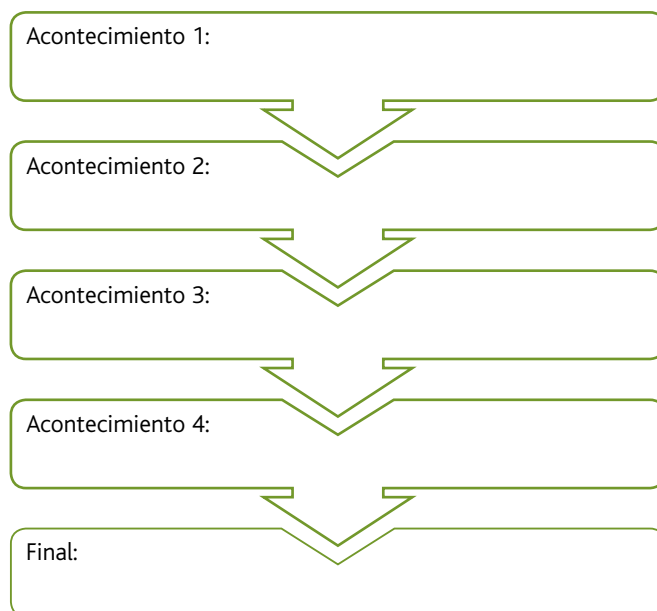 Acontecimiento 1:
Acontecimiento 2:
Acontecimiento 3:
Acontecimiento 4:
Final: